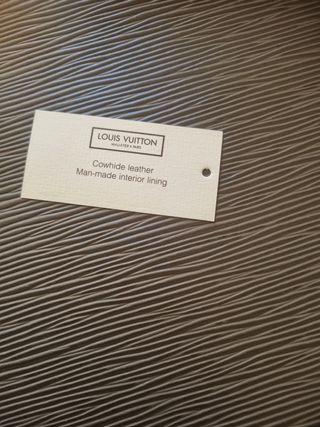 LOUIS VUITTON
MALLETIER A PARIS
Cowhide leather
Man-made interior lining